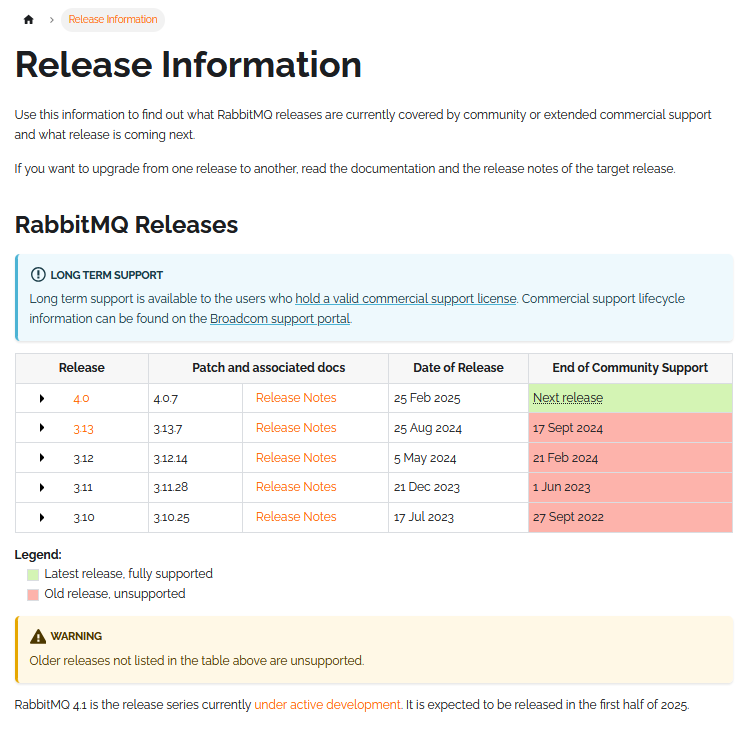 Release Information
Release Information
Use this information to find out what RabbitMQ releases are currently covered by community or extended commercial support
and what release is coming next.
If you want to upgrade from one release to another, read the documentation and the release notes of the target release.
RabbitMQ Releases
LONG TERM SUPPORT
Long term support is available to the users who hold a valid commercial support license. Commercial support lifecycle
information can be found on the Broadcom support portal.
Release Patch and associated docs Date of Release End of Community Support
4.0 4.0.7 Release Notes 25 Feb 2025 Next release
3.13 3.13.7 Release Notes 25 Aug 2024 17 Sept 2024
3.12 3.12.14 Release Notes 5 May 2024 21 Feb 2024
3.11 3.11.28 Release Notes 21 Dec 2023 1 Jun 2023
3.10 3.10.25 Release Notes 17 Jul 2023 27 Sept 2022
Legend:
Latest release, fully supported
Old release, unsupported
WARNING
Older releases not listed in the table above are unsupported.
RabbitMQ 4.1 is the release series currently under active development. It is expected to be released in the first half of 2025.